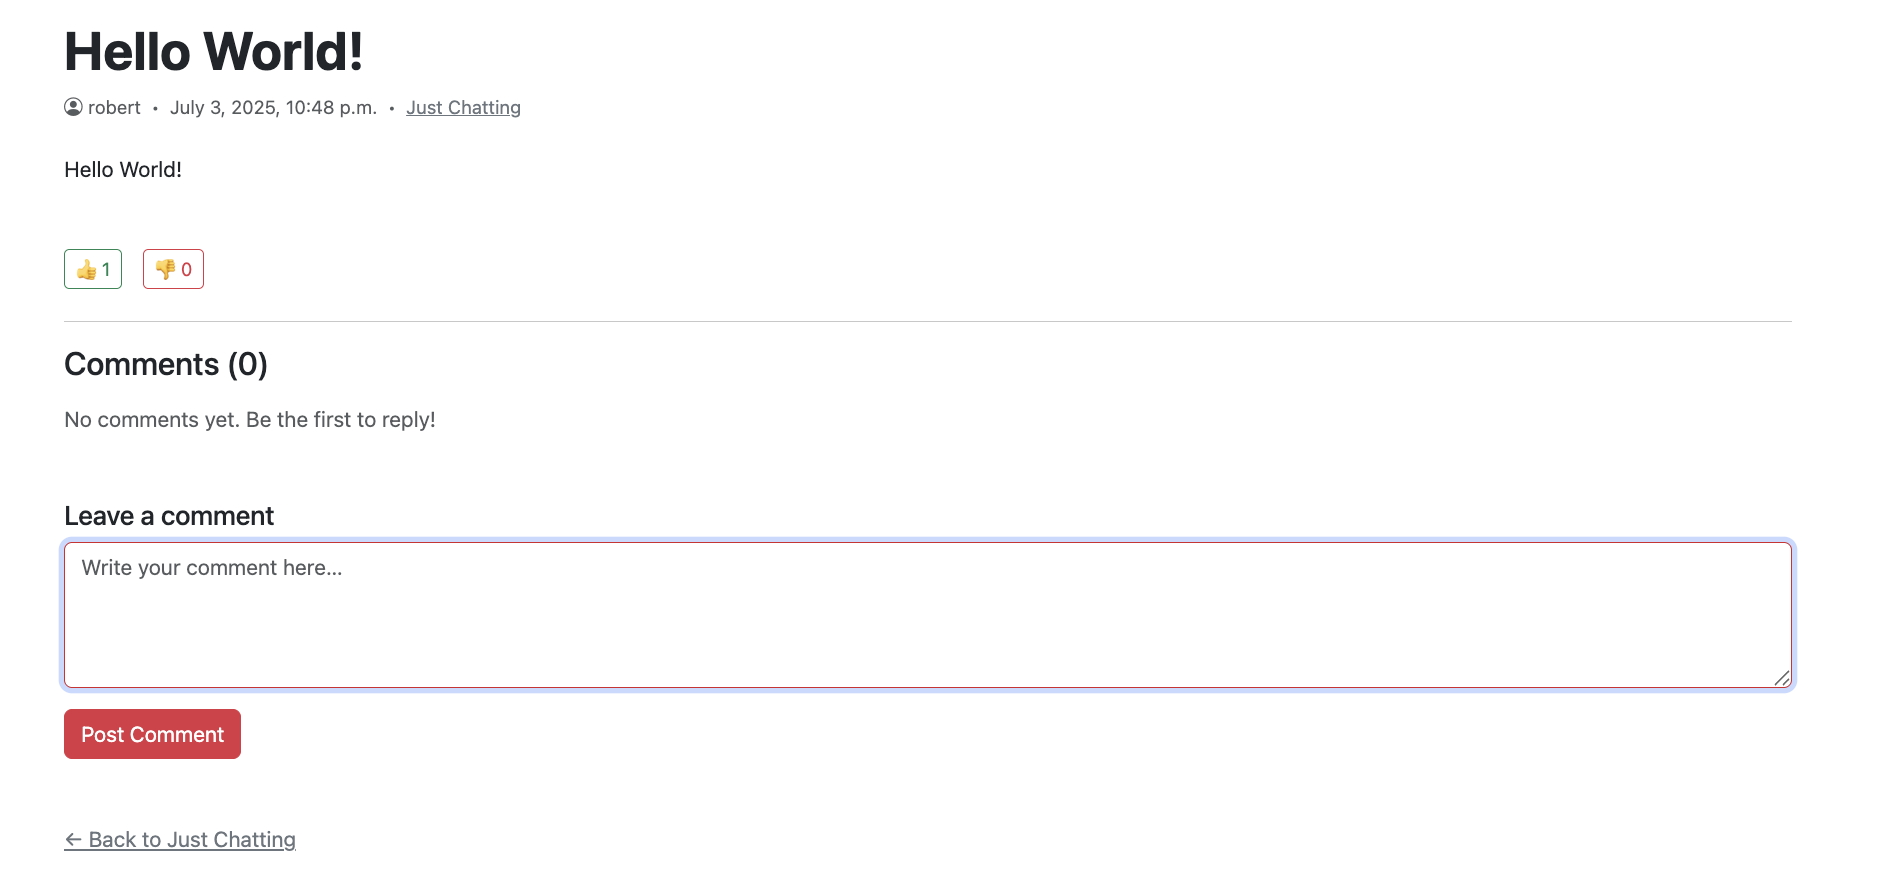 Hello World!
robert • July 3, 2025, 10:48 p.m. • Just Chatting
Hello World!
👍 1 👎 0
Comments (0)
No comments yet. Be the first to reply!
Leave a comment
Write your comment here...
Post Comment
← Back to Just Chatting